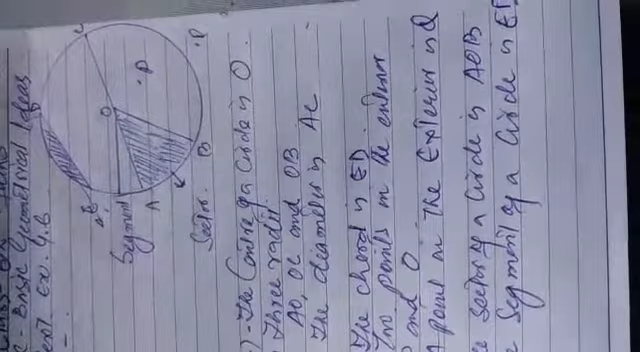 - Basic Geometrical Ideas
Ex. 4.6
C
P
Q
O
E
D
A
B
Segment
Sector.
) - The Centre of a Circle is O.
Three radii
AO, OC and OB
The diameter is AC
The chord is ED.
Two points in the
P and O
A point in the Exterior is Q
Sector of a Circle is AOB
Segment of a Circle is ED